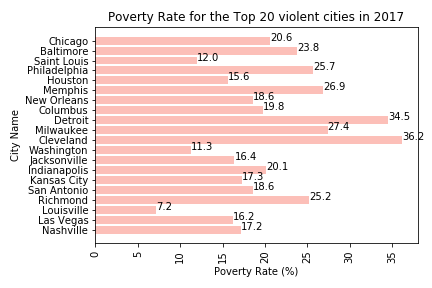 Poverty Rate for the Top 20 violent cities in 2017
Chicago 20.6
Baltimore 23.8
Saint Louis 12.0
Philadelphia 25.7
Houston 15.6
Memphis 26.9
New Orleans 18.6
Columbus 19.8
Detroit 34.5
Milwaukee 27.4
Cleveland 36.2
Washington 11.3
Jacksonville 16.4
Indianapolis 20.1
Kansas City 17.3
San Antonio 18.6
Richmond 25.2
Louisville 7.2
Las Vegas 16.2
Nashville 17.2
City Name
0 5 10 15 20 25 30 35
Poverty Rate (%)